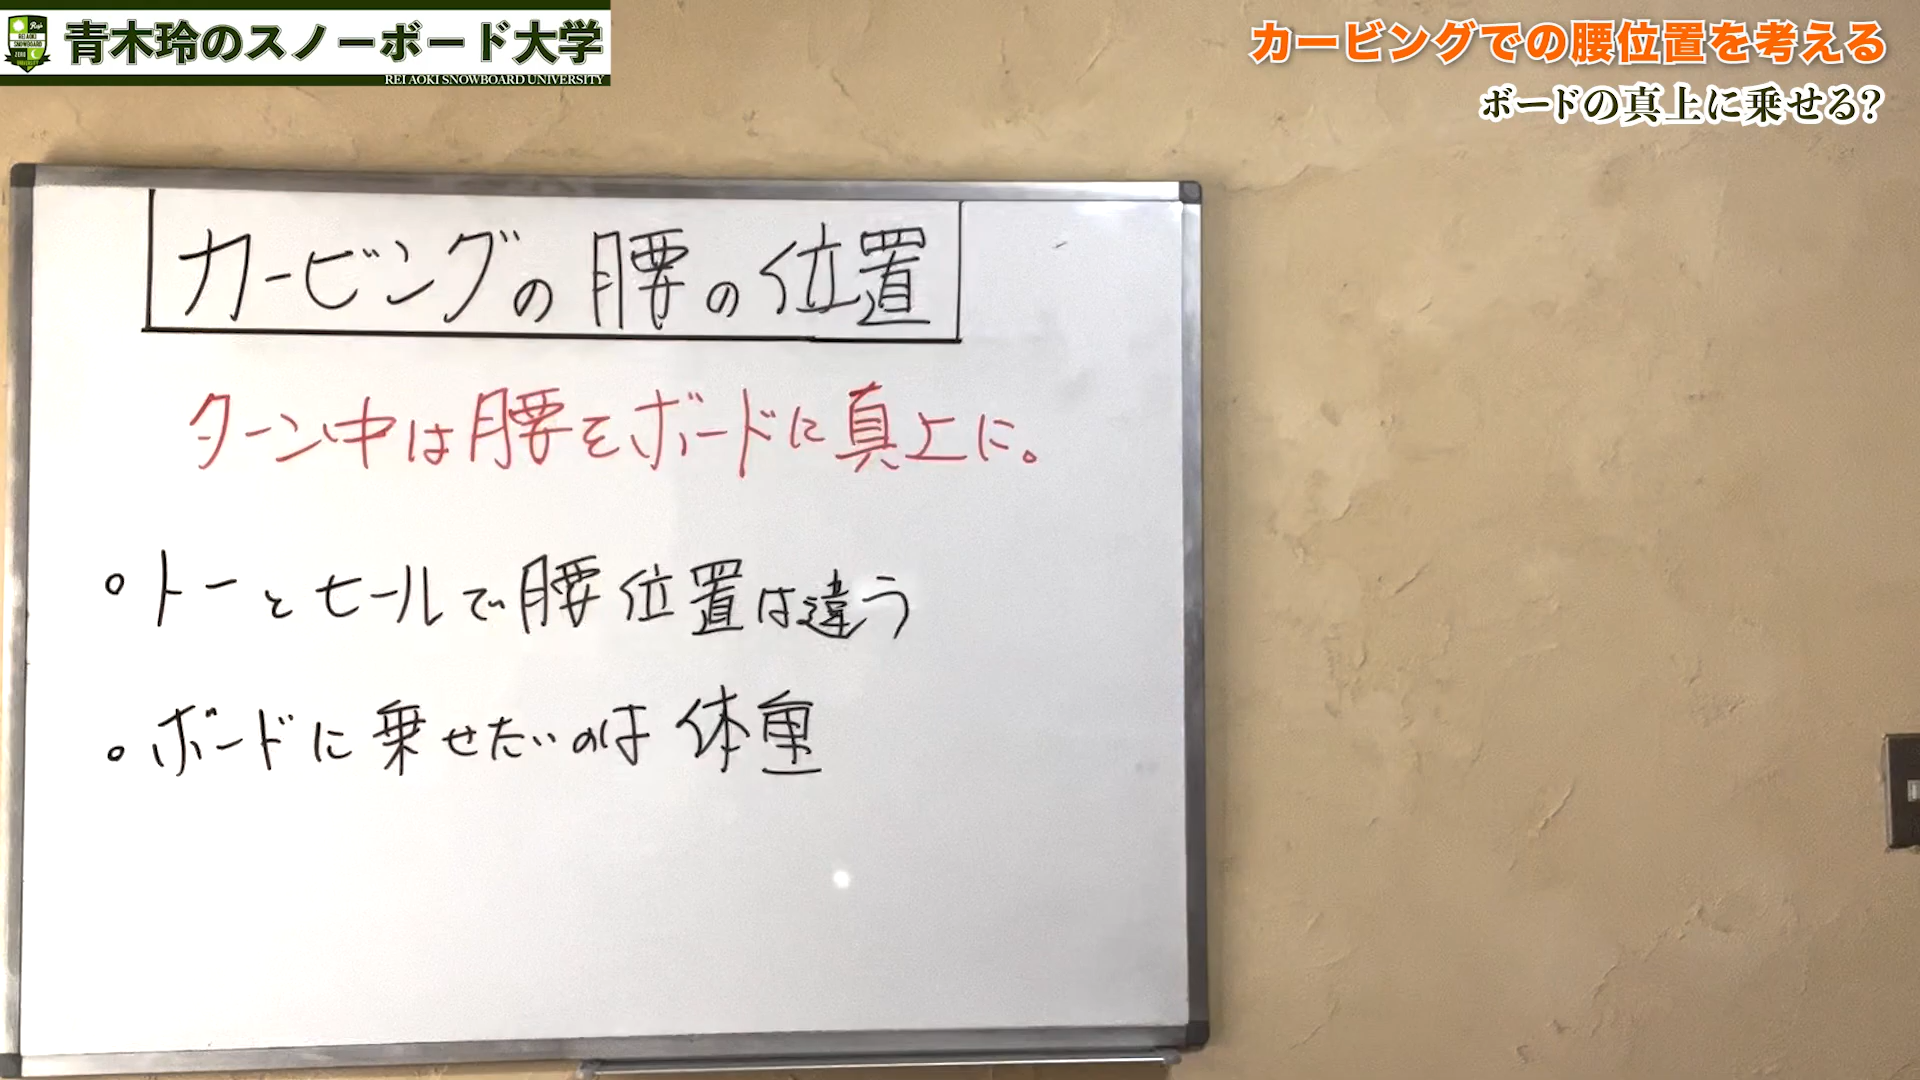 青木玲のスノーボード大学
REI AOKI SNOWBOARD UNIVERSITY
カービングでの腰位置を考える
ボードの真上に乗せる?
カービングの腰の位置
ターン中は腰をボードに真上に。
○ トーとヒールで腰位置は違う
○ ボードに乗せたいのは体重